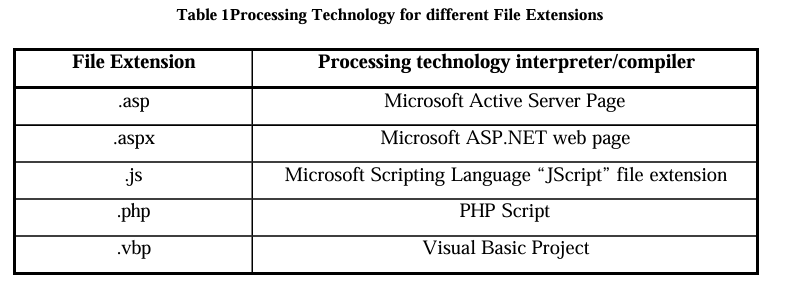 Table 1Processing Technology for different File Extensions
File Extension Processing technology interpreter/compiler
.asp Microsoft Active Server Page
.aspx Microsoft ASP.NET web page
.js Microsoft Scripting Language “JScript” file extension
.php PHP Script
.vbp Visual Basic Project